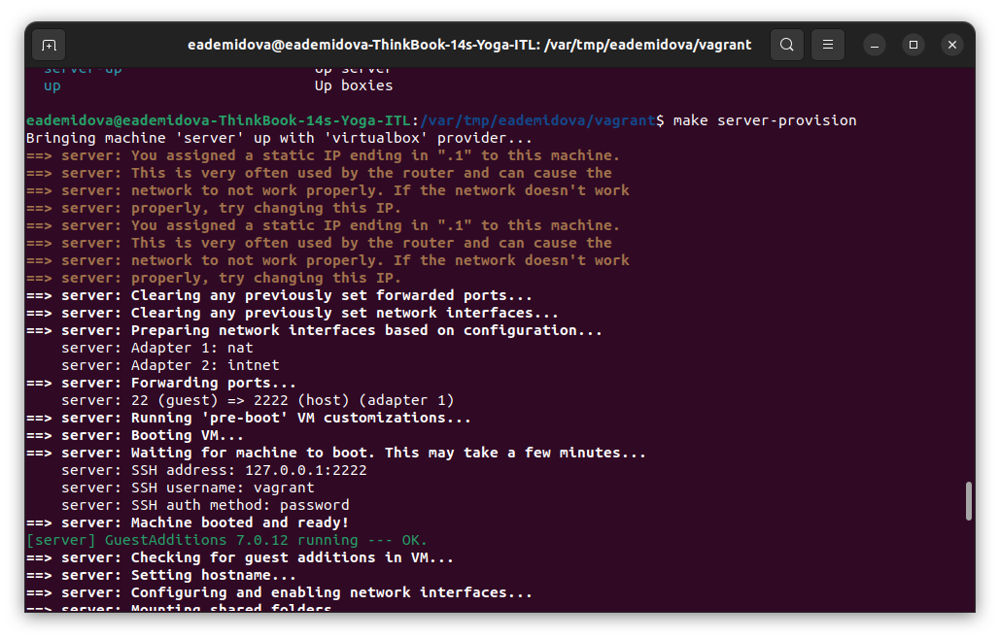 eademidova@eademidova-ThinkBook-14s-Yoga-ITL: /var/tmp/eademidova/vagrant
server-up Up server
up Up boxies
eademidova@eademidova-ThinkBook-14s-Yoga-ITL:/var/tmp/eademidova/vagrant$ make server-provision
Bringing machine 'server' up with 'virtualbox' provider...
==> server: You assigned a static IP ending in ".1" to this machine.
==> server: This is very often used by the router and can cause the
==> server: network to not work properly. If the network doesn't work
==> server: properly, try changing this IP.
==> server: You assigned a static IP ending in ".1" to this machine.
==> server: This is very often used by the router and can cause the
==> server: network to not work properly. If the network doesn't work
==> server: properly, try changing this IP.
==> server: Clearing any previously set forwarded ports...
==> server: Clearing any previously set network interfaces...
==> server: Preparing network interfaces based on configuration...
server: Adapter 1: nat
server: Adapter 2: intnet
==> server: Forwarding ports...
server: 22 (guest) => 2222 (host) (adapter 1)
==> server: Running 'pre-boot' VM customizations...
==> server: Booting VM...
==> server: Waiting for machine to boot. This may take a few minutes...
server: SSH address: 127.0.0.1:2222
server: SSH username: vagrant
server: SSH auth method: password
==> server: Machine booted and ready!
[server] GuestAdditions 7.0.12 running --- OK.
==> server: Checking for guest additions in VM...
==> server: Setting hostname...
==> server: Configuring and enabling network interfaces...
==> server: Mounting shared folders